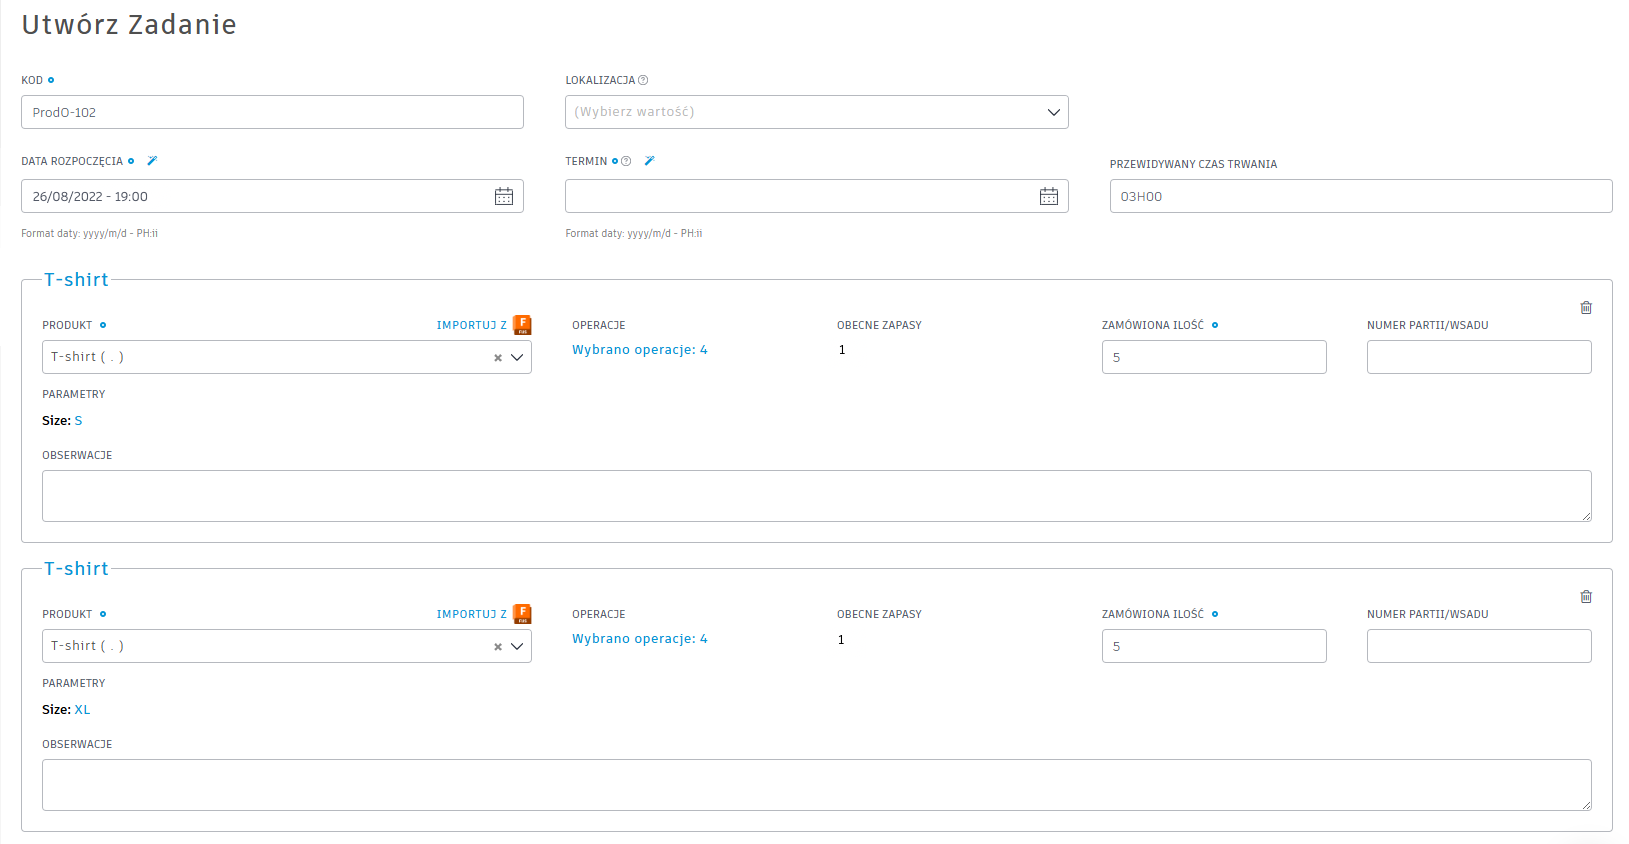 Utwórz Zadanie
KOD
LOKALIZACJA
ProdO-102
(Wybierz wartość)
DATA ROZPOCZĘCIA
TERMIN
PRZEWIDYWANY CZAS TRWANIA
26/08/2022 - 19:00
03H00
Format daty: yyyy/m/d - PH:ii
Format daty: yyyy/m/d - PH:ii
T-shirt
PRODUKT
IMPORTUJ Z
F
OPERACJE
OBECNE ZAPASY
ZAMÓWIONA ILOŚĆ
NUMER PARTII/WSADU
T-shirt ( . )
Wybrano operacje: 4
1
5
PARAMETRY
Size: S
OBSERWACJE
T-shirt
PRODUKT
IMPORTUJ Z
F
OPERACJE
OBECNE ZAPASY
ZAMÓWIONA ILOŚĆ
NUMER PARTII/WSADU
T-shirt ( . )
Wybrano operacje: 4
1
5
PARAMETRY
Size: XL
OBSERWACJE